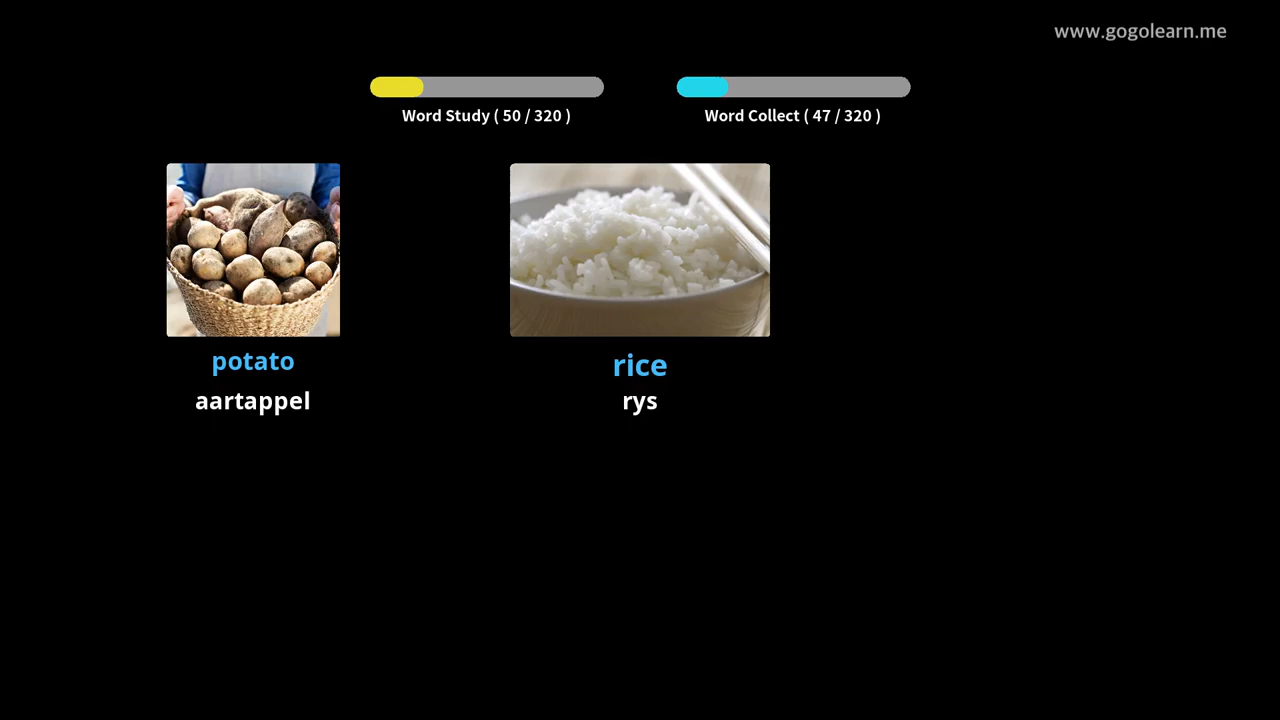 www.gogolearn.me
Word Study ( 50 / 320 )
Word Collect ( 47 / 320 )
potato
aartappel
rice
rys